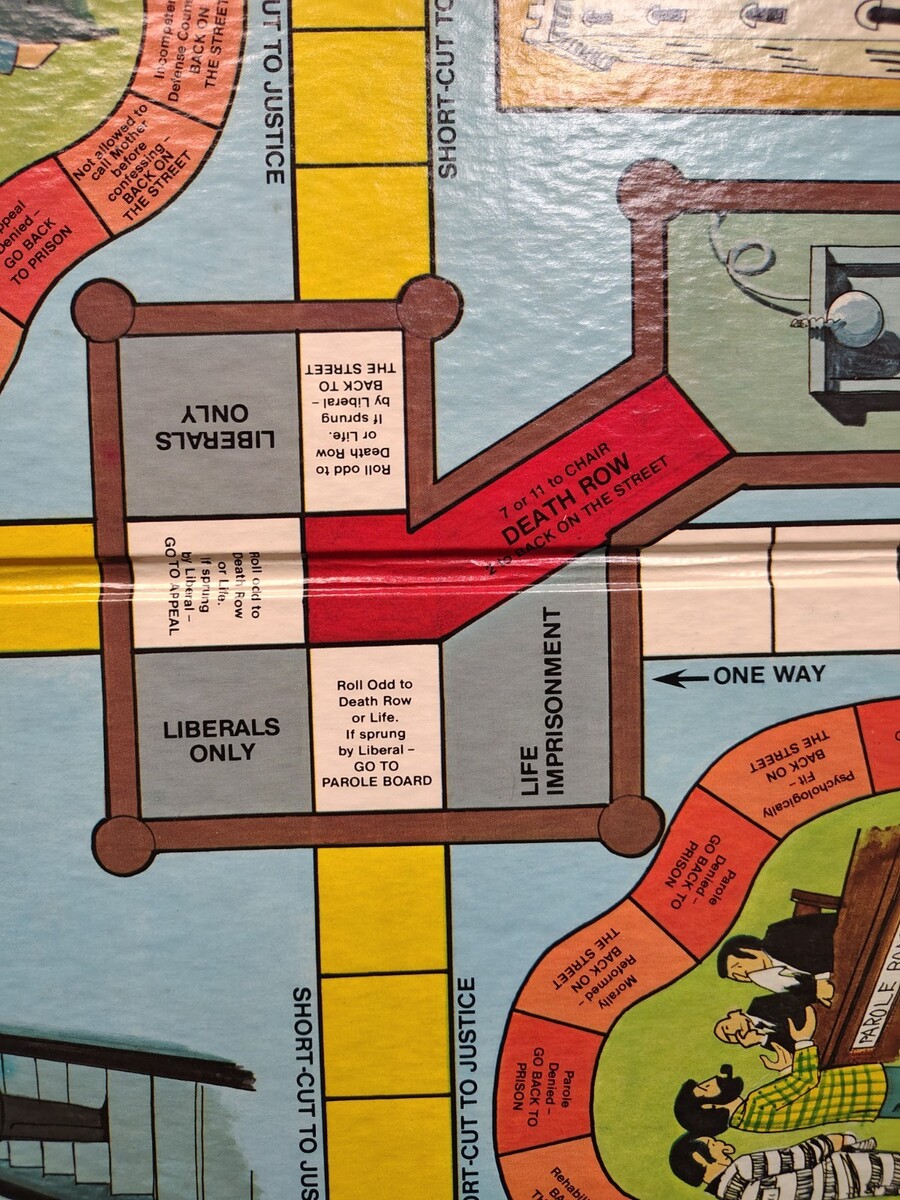 Incompetent
Defense Counsel
BACK ON
THE STREET
Not allowed to
call Mother
before
confessing–
BACK ON
THE STREET
Appeal
Denied–
GO BACK
TO PRISON
UT TO JUSTICE
SHORT-CUT TO
LIBERALS
ONLY
Roll odd to
Death Row
or Life.
If sprung
by Liberal–
BACK TO
THE STREET
7 or 11 to CHAIR
DEATH ROW
BACK ON THE STREET
Roll odd to
Death Row
or Life.
If sprung
by Liberal–
GO TO APPEAL
LIBERALS
ONLY
Roll Odd to
Death Row
or Life.
If sprung
by Liberal–
GO TO
PAROLE BOARD
LIFE
IMPRISONMENT
ONE WAY
Psychologically
Fit–
BACK ON
THE STREET
Parole
Denied–
GO BACK TO
PRISON
Morally
Reformed–
BACK ON
THE STREET
Parole
Denied–
GO BACK TO
PRISON
PAROLE BO
SHORT-CUT TO JUS
ORT-CUT TO JUSTICE